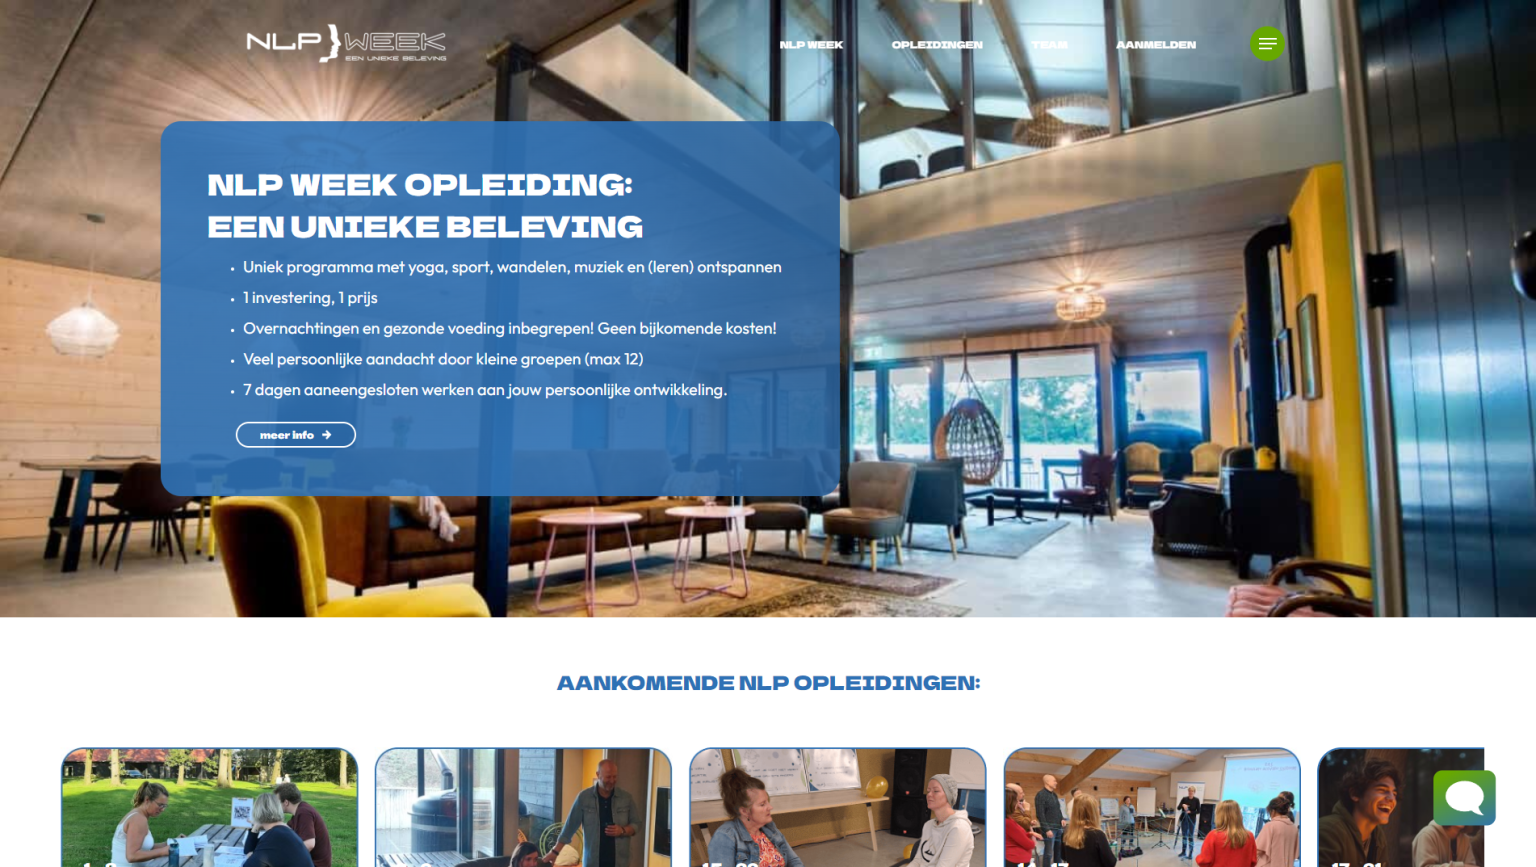 NLP WEEK
EEN UNIEKE BELEVING
NLP WEEK
OPLEIDINGEN
TEAM
AANMELDEN
NLP WEEK OPLEIDING:
EEN UNIEKE BELEVING
• Uniek programma met yoga, sport, wandelen, muziek en (leren) ontspannen
• 1 investering, 1 prijs
• Overnachtingen en gezonde voeding inbegrepen! Geen bijkomende kosten!
• Veel persoonlijke aandacht door kleine groepen (max 12)
• 7 dagen aaneengesloten werken aan jouw persoonlijke ontwikkeling.
meer info →
AANKOMENDE NLP OPLEIDINGEN: